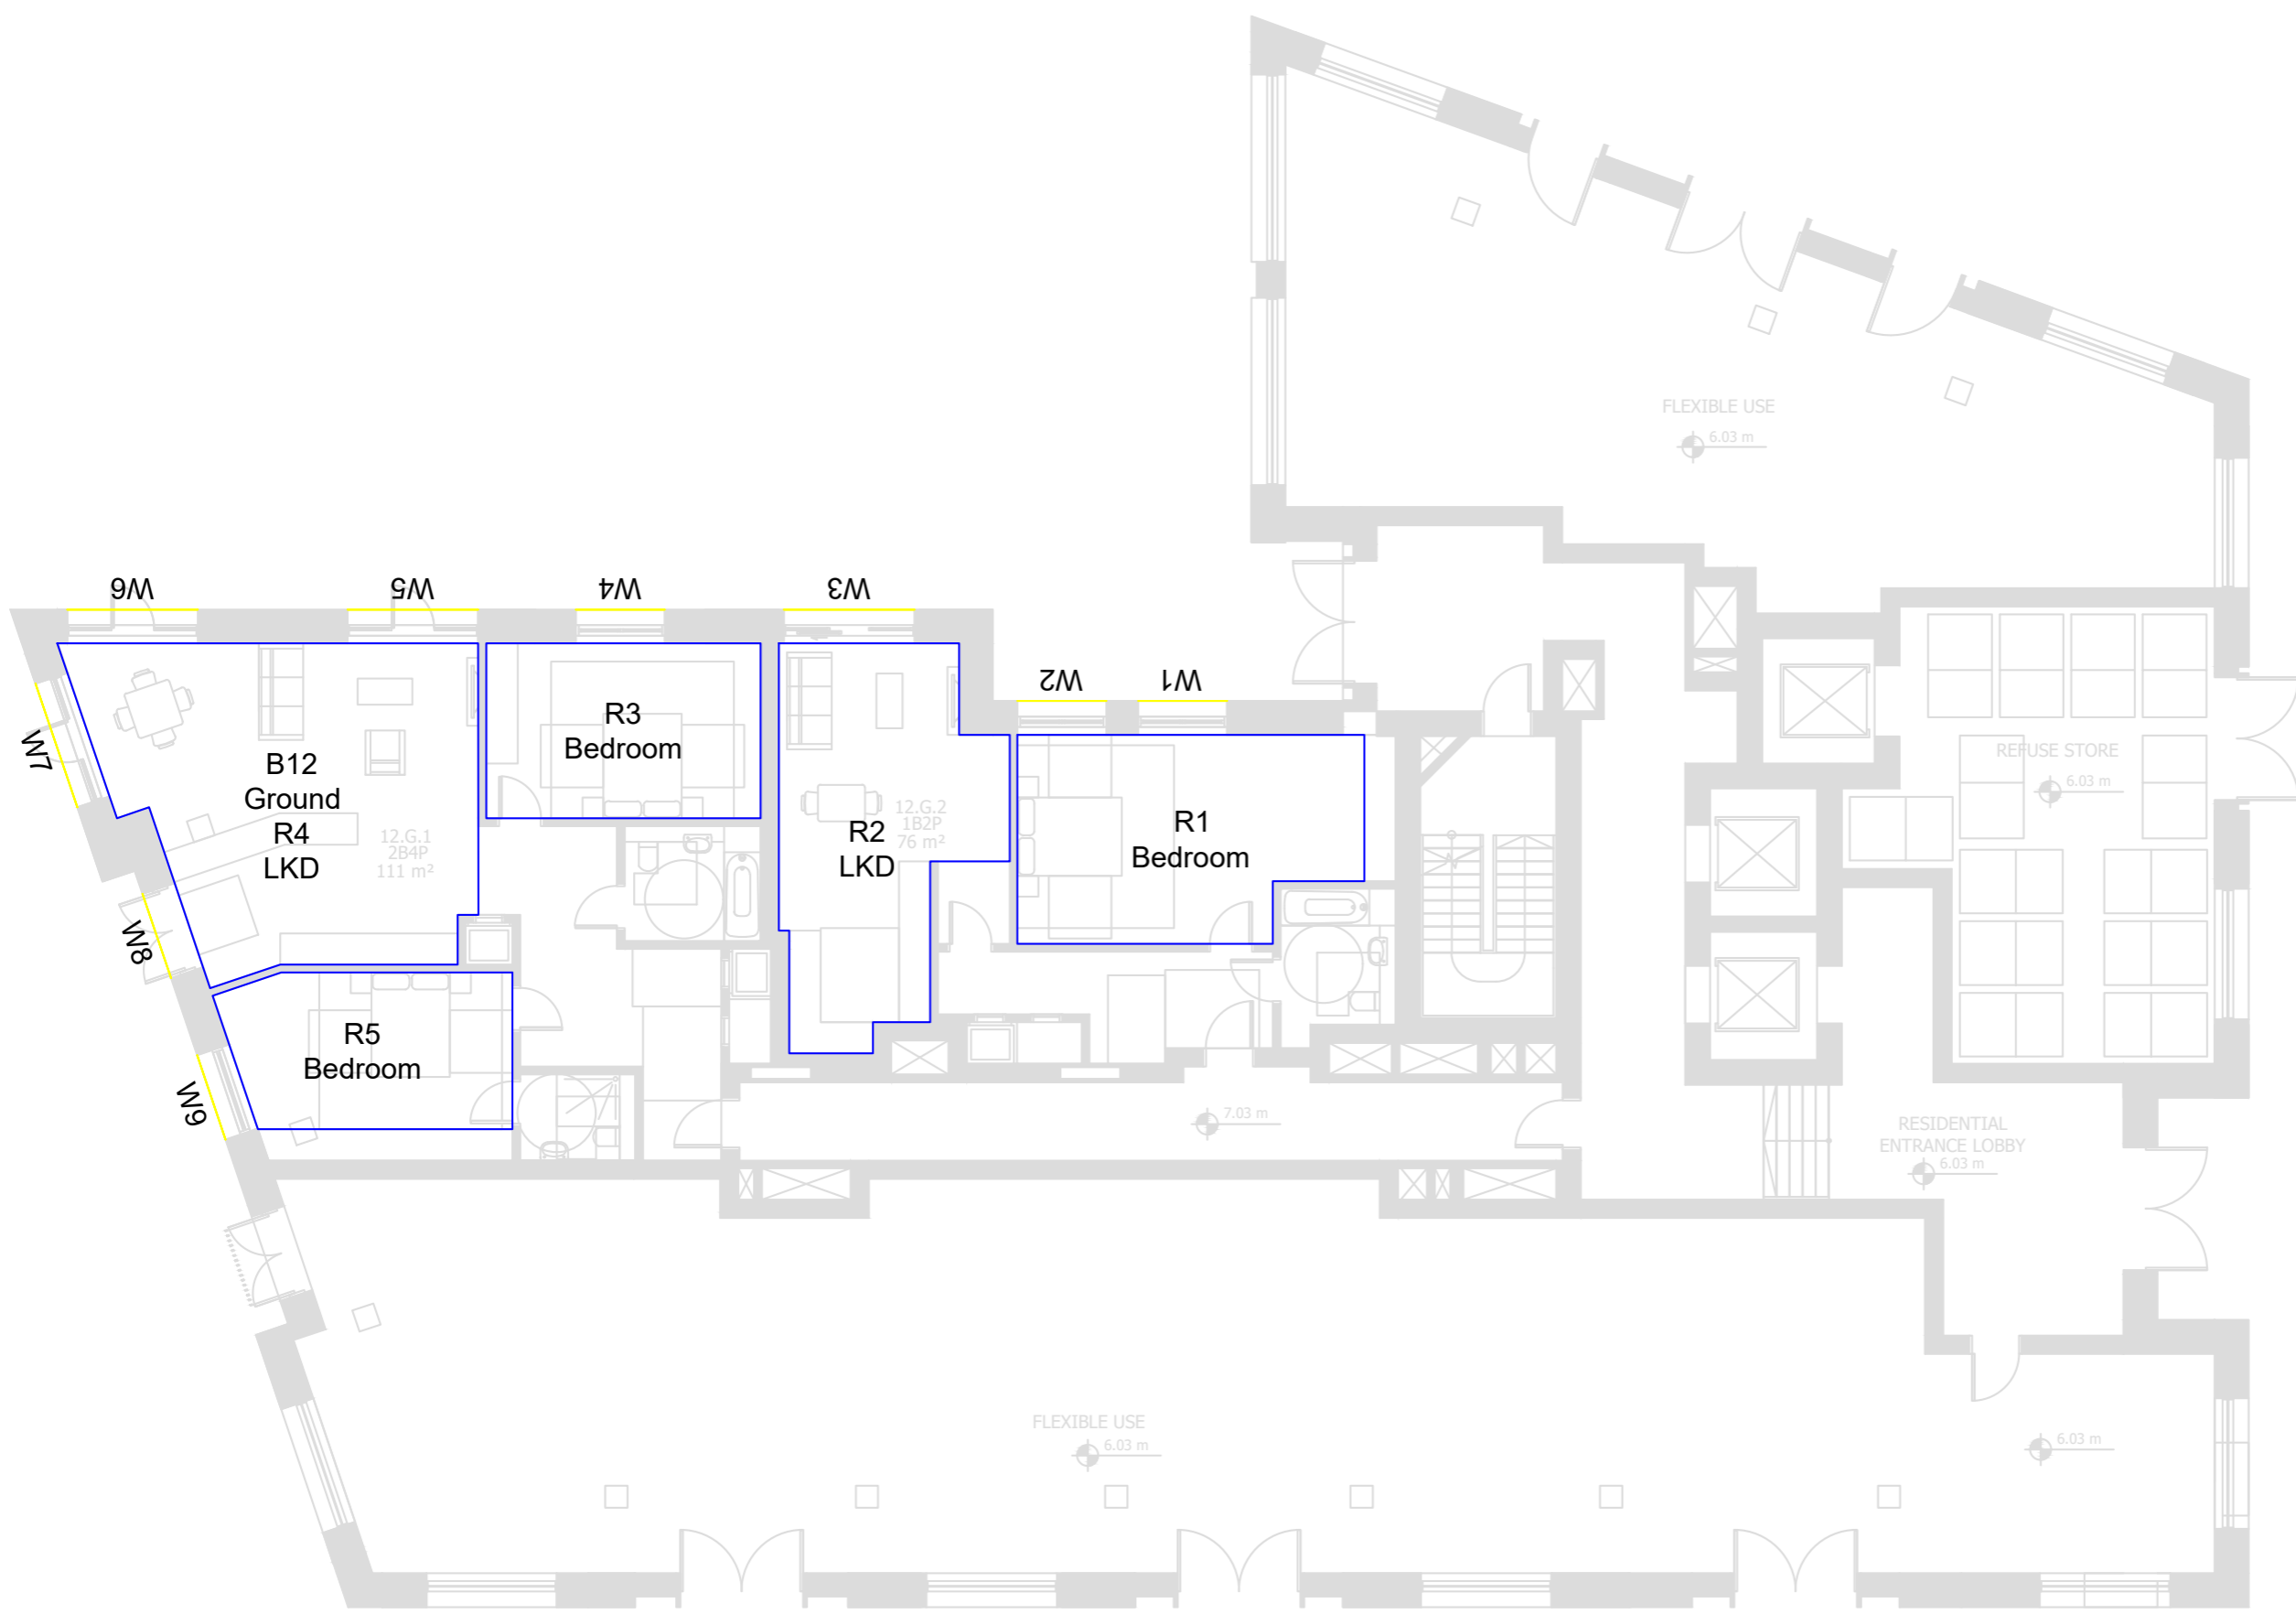 FLEXIBLE USE
6.03 m
W6
W5
W4
W3
W2
W1
W7
W8
W9
B12
Ground
R4
LKD
12.G.1
2B4P
111 m²
R3
Bedroom
R2
LKD
12.G.2
1B2P
76 m²
R1
Bedroom
REFUSE STORE
6.03 m
R5
Bedroom
7.03 m
RESIDENTIAL
ENTRANCE LOBBY
6.03 m
FLEXIBLE USE
6.03 m
6.03 m